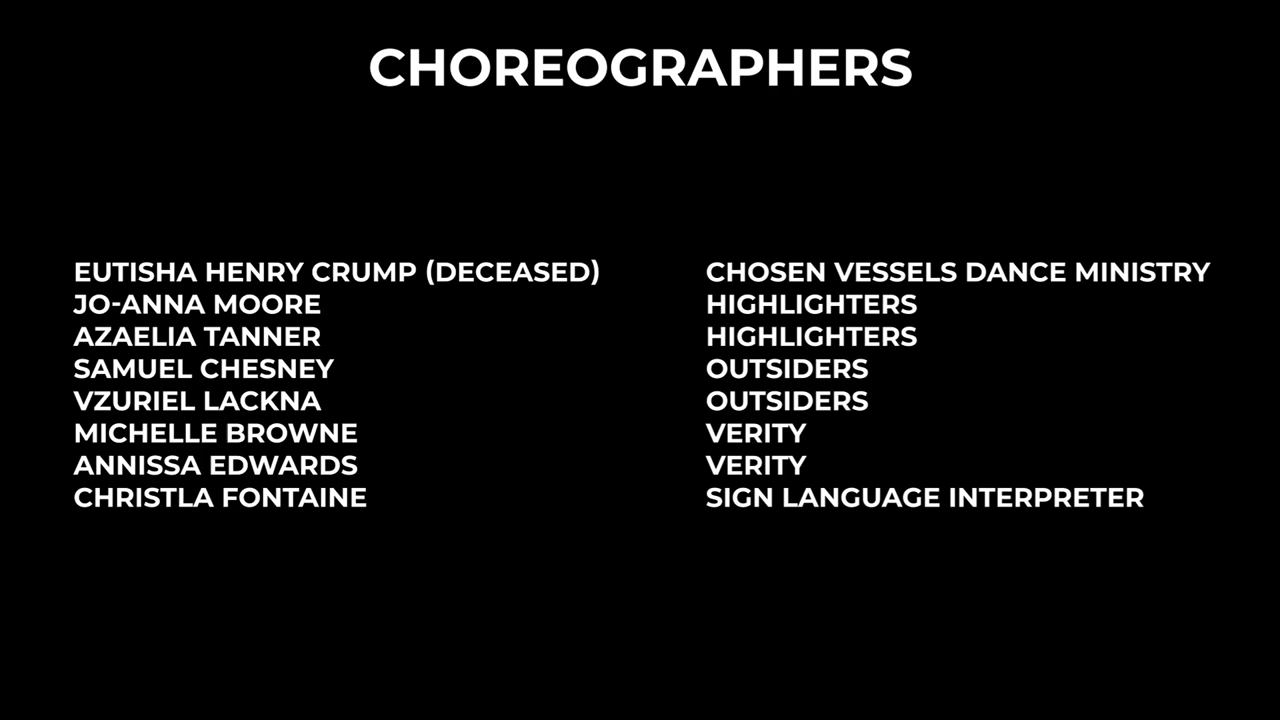 CHOREOGRAPHERS
EUTISHA HENRY CRUMP (DECEASED) CHOSEN VESSELS DANCE MINISTRY
JO-ANNA MOORE HIGHLIGHTERS
AZAELIA TANNER HIGHLIGHTERS
SAMUEL CHESNEY OUTSIDERS
VZURIEL LACKNA OUTSIDERS
MICHELLE BROWNE VERITY
ANNISSA EDWARDS VERITY
CHRISTLA FONTAINE SIGN LANGUAGE INTERPRETER